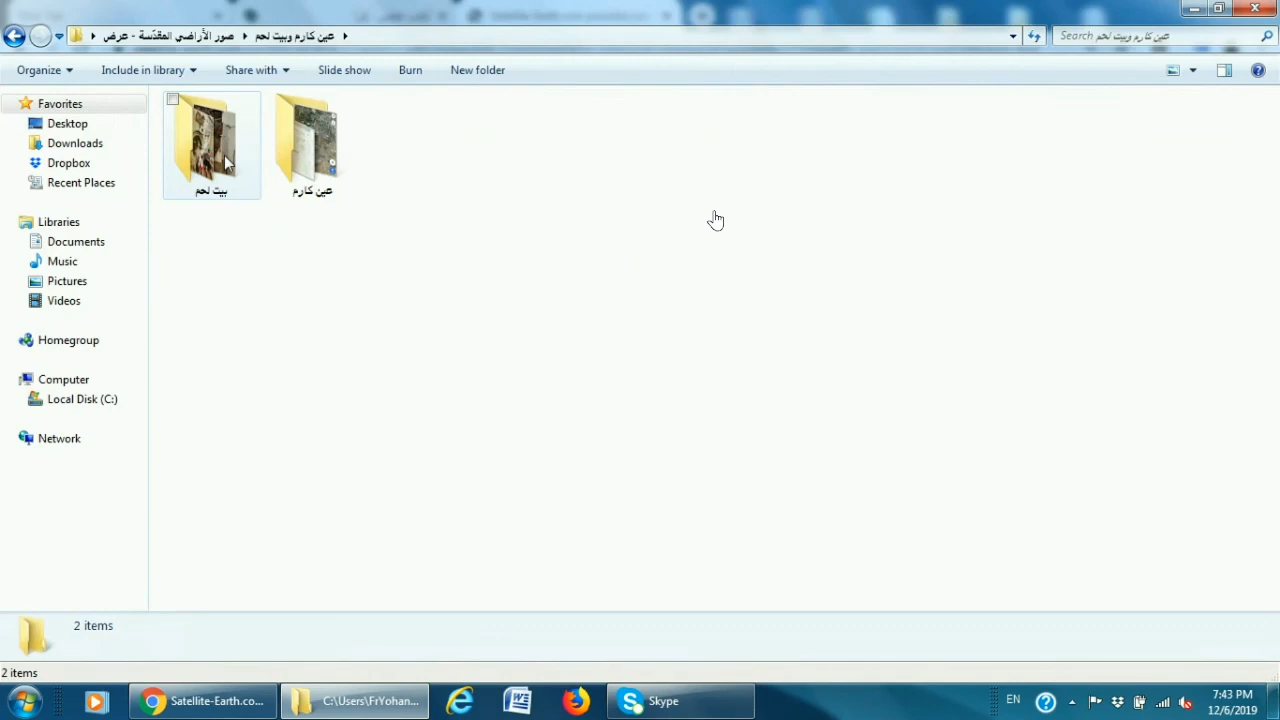 صور الأراضي المقدّسة - عرض
عين كارم وبيت لحم
Search عين كارم وبيت لحم
Organize
Include in library
Share with
Slide show
Burn
New folder
Favorites
Desktop
Downloads
Dropbox
Recent Places
Libraries
Documents
Music
Pictures
Videos
Homegroup
Computer
Local Disk (C:)
Network
بيت لحم
عين كارم
2 items
2 items
Satellite-Earth.co...
C:\Users\FrYohan...
Skype
EN
7:43 PM
12/6/2019